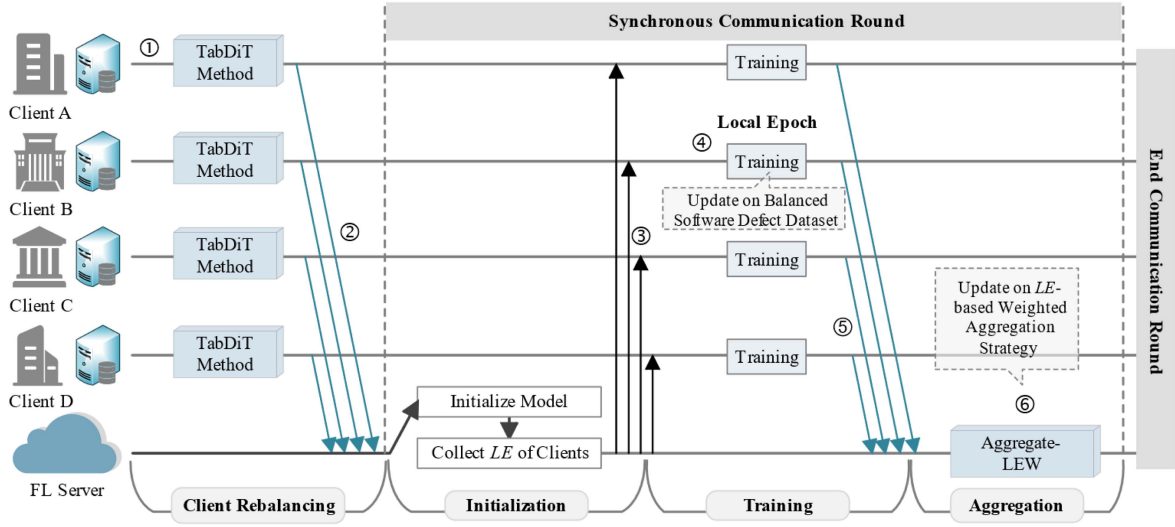 Synchronous Communication Round
①
TabDiT
Method
Training
Client A
Local Epoch
④
TabDiT
Method
Training
Client B
Update on Balanced
Software Defect Dataset
②
③
TabDiT
Method
Training
Client C
Update on LE-
based Weighted
Aggregation
Strategy
⑤
TabDiT
Method
Training
Client D
⑥
Initialize Model
Collect LE of Clients
Aggregate-
LEW
FL Server
End Communication Round
Client Rebalancing
Initialization
Training
Aggregation